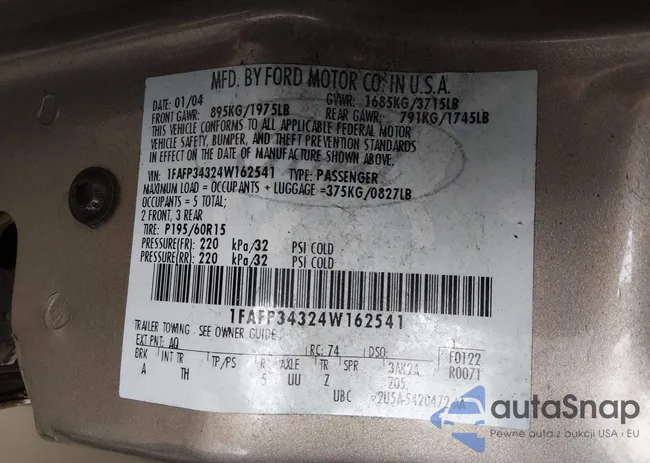 MFD. BY FORD MOTOR CO. IN U.S.A.
DATE: 01/04 GVWR: 1685KG/3715LB
FRONT GAWR: 895KG/1975LB REAR GAWR: 791KG/1745LB
THIS VEHICLE CONFORMS TO ALL APPLICABLE FEDERAL MOTOR
VEHICLE SAFETY, BUMPER, AND THEFT PREVENTION STANDARDS
IN EFFECT ON THE DATE OF MANUFACTURE SHOWN ABOVE.
VIN: 1FAFP34324W162541 TYPE: PASSENGER
MAXIMUM LOAD = OCCUPANTS + LUGGAGE =375KG/0827LB
OCCUPANTS = 5 TOTAL;
2 FRONT, 3 REAR
TIRE: P195/60R15
PRESSURE(FR) 220 kPa/32 PSI COLD
PRESSURE(RR) 220 kPa/32 PSI COLD
1FAFP34324W162541
TRAILER TOWING: SEE OWNER GUIDE.
EXT PNT: AQ RC: 74 DSO: F0122
BRK INT TR TP/PS R AXLE TR SPR 3AK2A R0071
A TH 5 UU Z Z05
UBC
autaSnap
Pewne auta z aukcji USA i EU